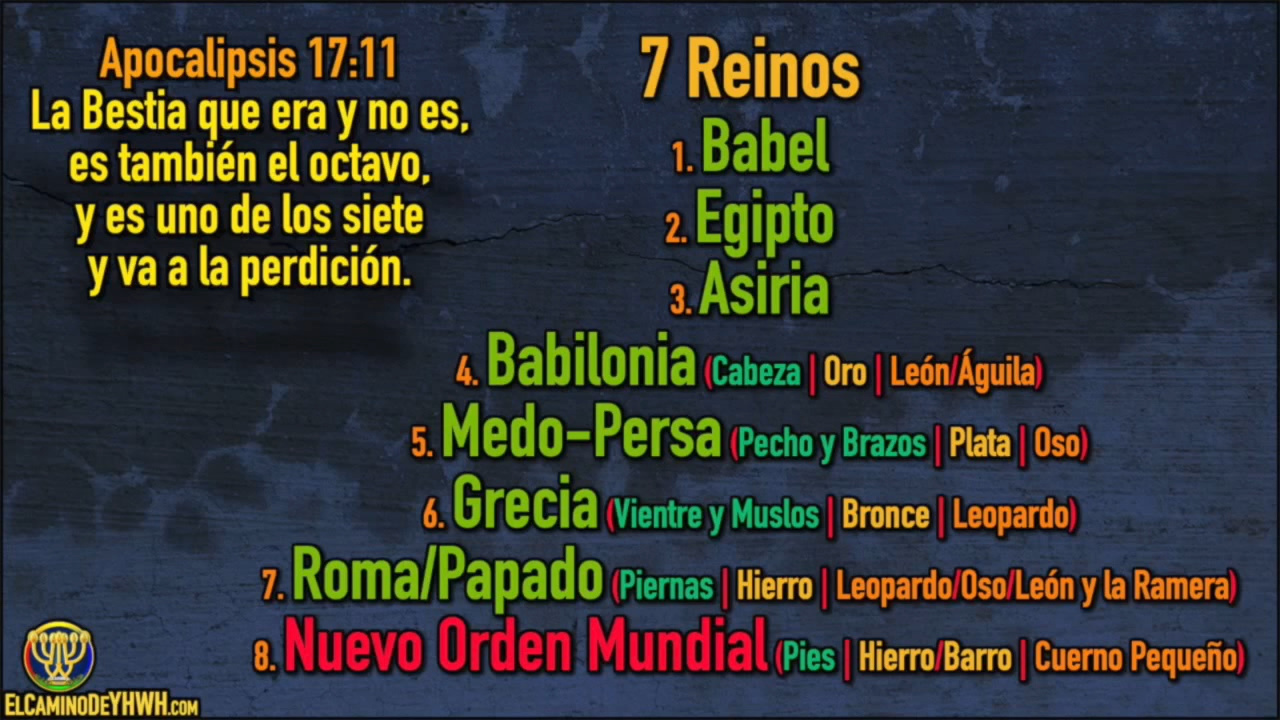 Apocalipsis 17:11
La Bestia que era y no es,
es también el octavo,
y es uno de los siete
y va a la perdición.
7 Reinos
1. Babel
2. Egipto
3. Asiria
4. Babilonia (Cabeza | Oro | León/Águila)
5. Medo-Persa (Pecho y Brazos | Plata | Oso)
6. Grecia (Vientre y Muslos | Bronce | Leopardo)
7. Roma/Papado (Piernas | Hierro | Leopardo/Oso/León y la Ramera)
8. Nuevo Orden Mundial (Pies | Hierro/Barro | Cuerno Pequeño)
ELCAMINODEYHWH.com